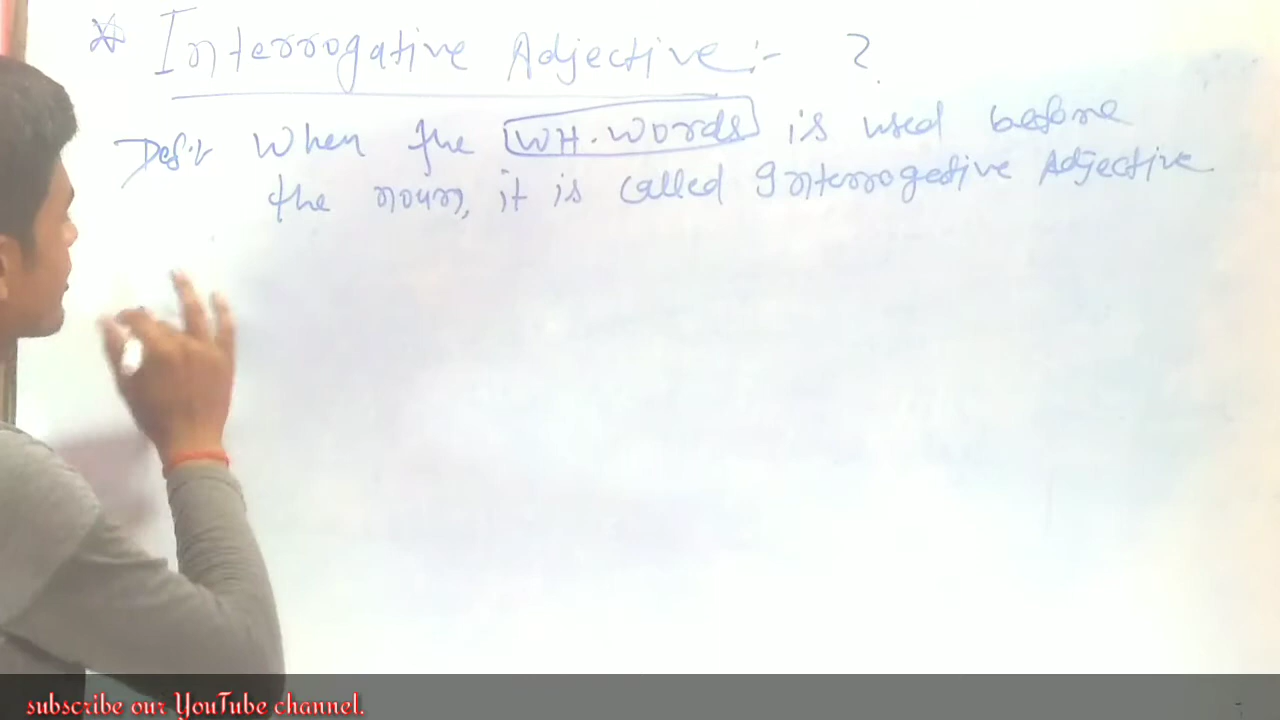 * Interrogative Adjective :- ?
Def:- When the WH. Words is used before
the noun, it is called Interrogative Adjective
subscribe our YouTube channel.